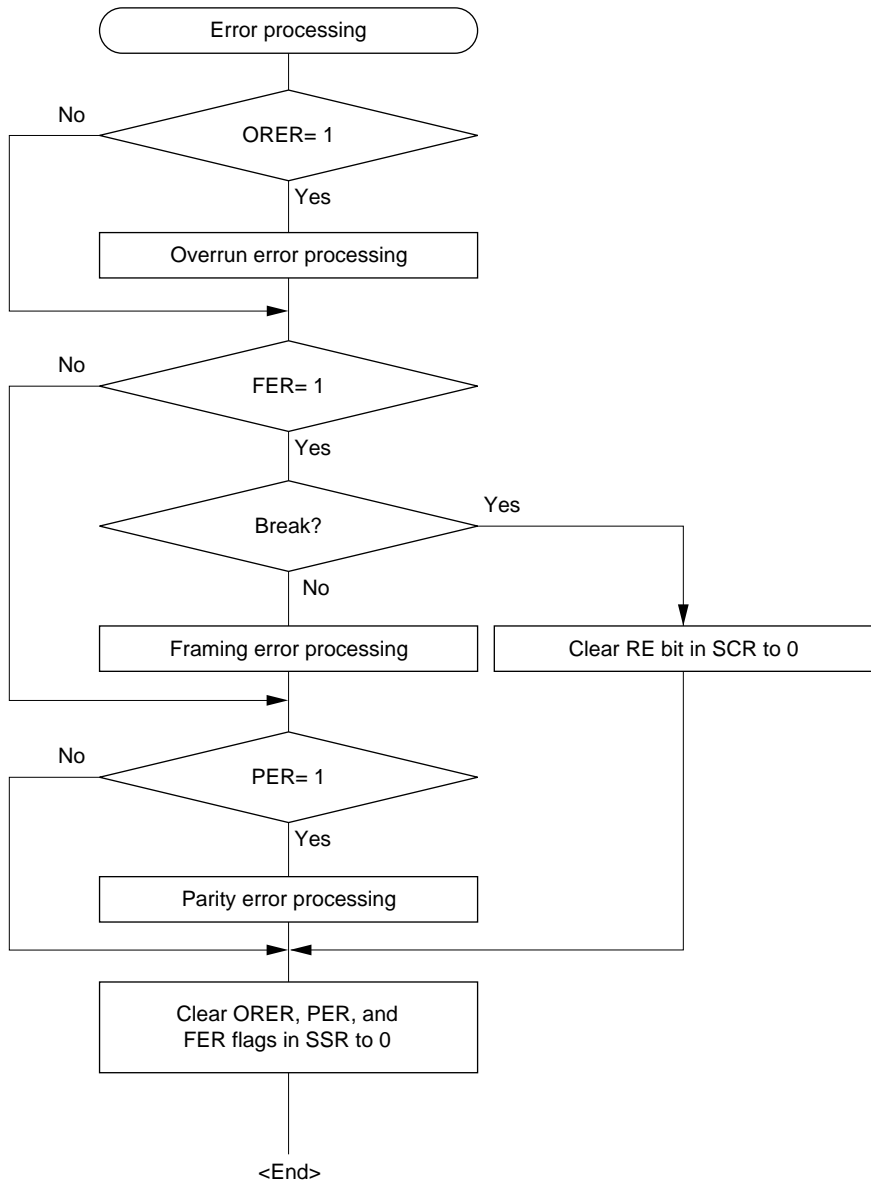 Error processing
No
ORER= 1
Yes
Overrun error processing
No
FER= 1
Yes
Break?
Yes
No
Framing error processing
Clear RE bit in SCR to 0
No
PER= 1
Yes
Parity error processing
Clear ORER, PER, and
FER flags in SSR to 0
<End>